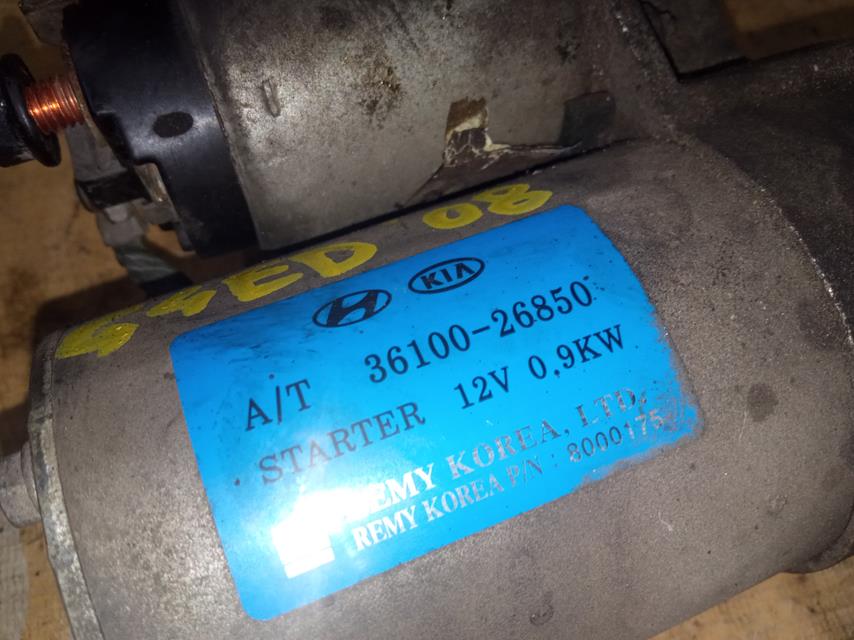 G4ED 08
KIA
A/T 36100-26850
STARTER 12V 0,9KW
REMY KOREA, LTD.
REMY KOREA P/N : 8000175